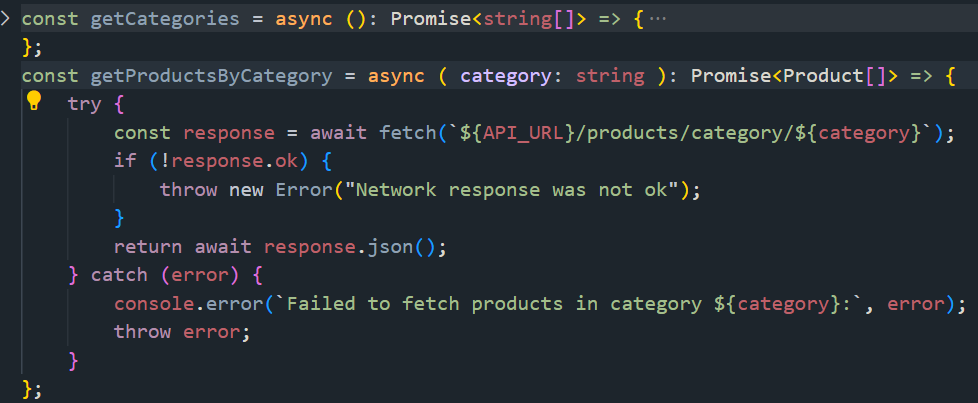 const getCategories = async (): Promise<string[]> => {···
};
const getProductsByCategory = async ( category: string ): Promise<Product[]> => {
    try {
        const response = await fetch(`${API_URL}/products/category/${category}`);
        if (!response.ok) {
            throw new Error("Network response was not ok");
        }
        return await response.json();
    } catch (error) {
        console.error(`Failed to fetch products in category ${category}:`, error);
        throw error;
    }
};